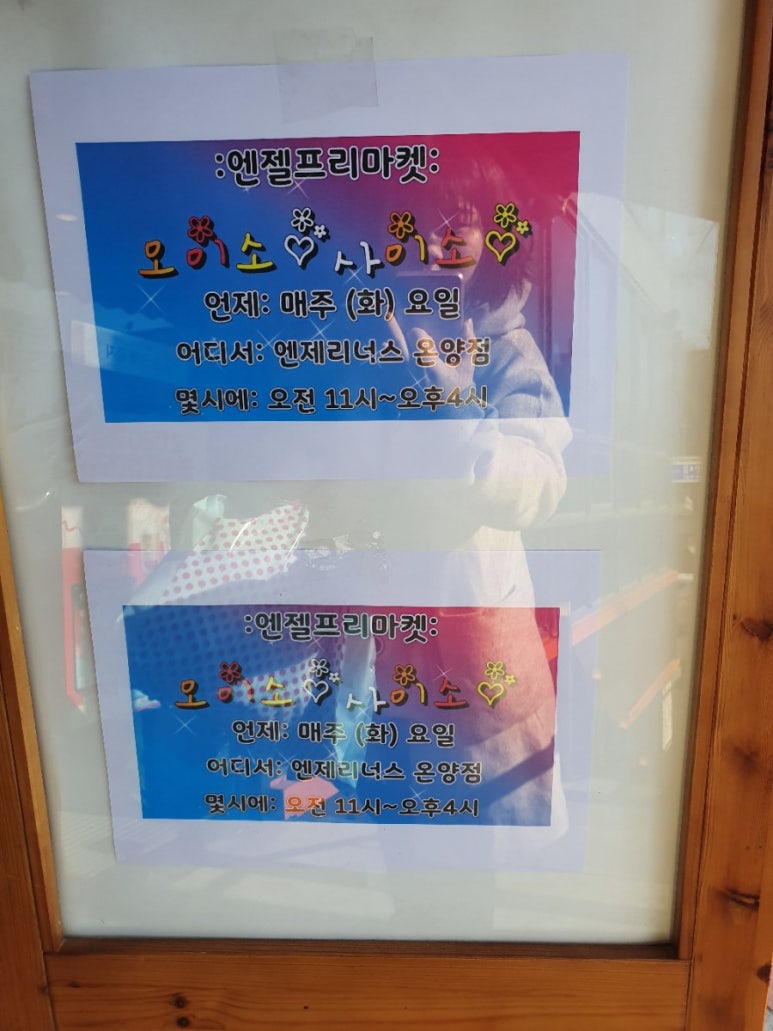 :엔젤프리마켓:
오이소♡사이소♡
언제: 매주 (화) 요일
어디서: 엔제리너스 온양점
몇시에: 오전 11시~오후4시
:엔젤프리마켓:
오이소♡사이소♡
언제: 매주 (화) 요일
어디서: 엔제리너스 온양점
몇시에: 오전 11시~오후4시